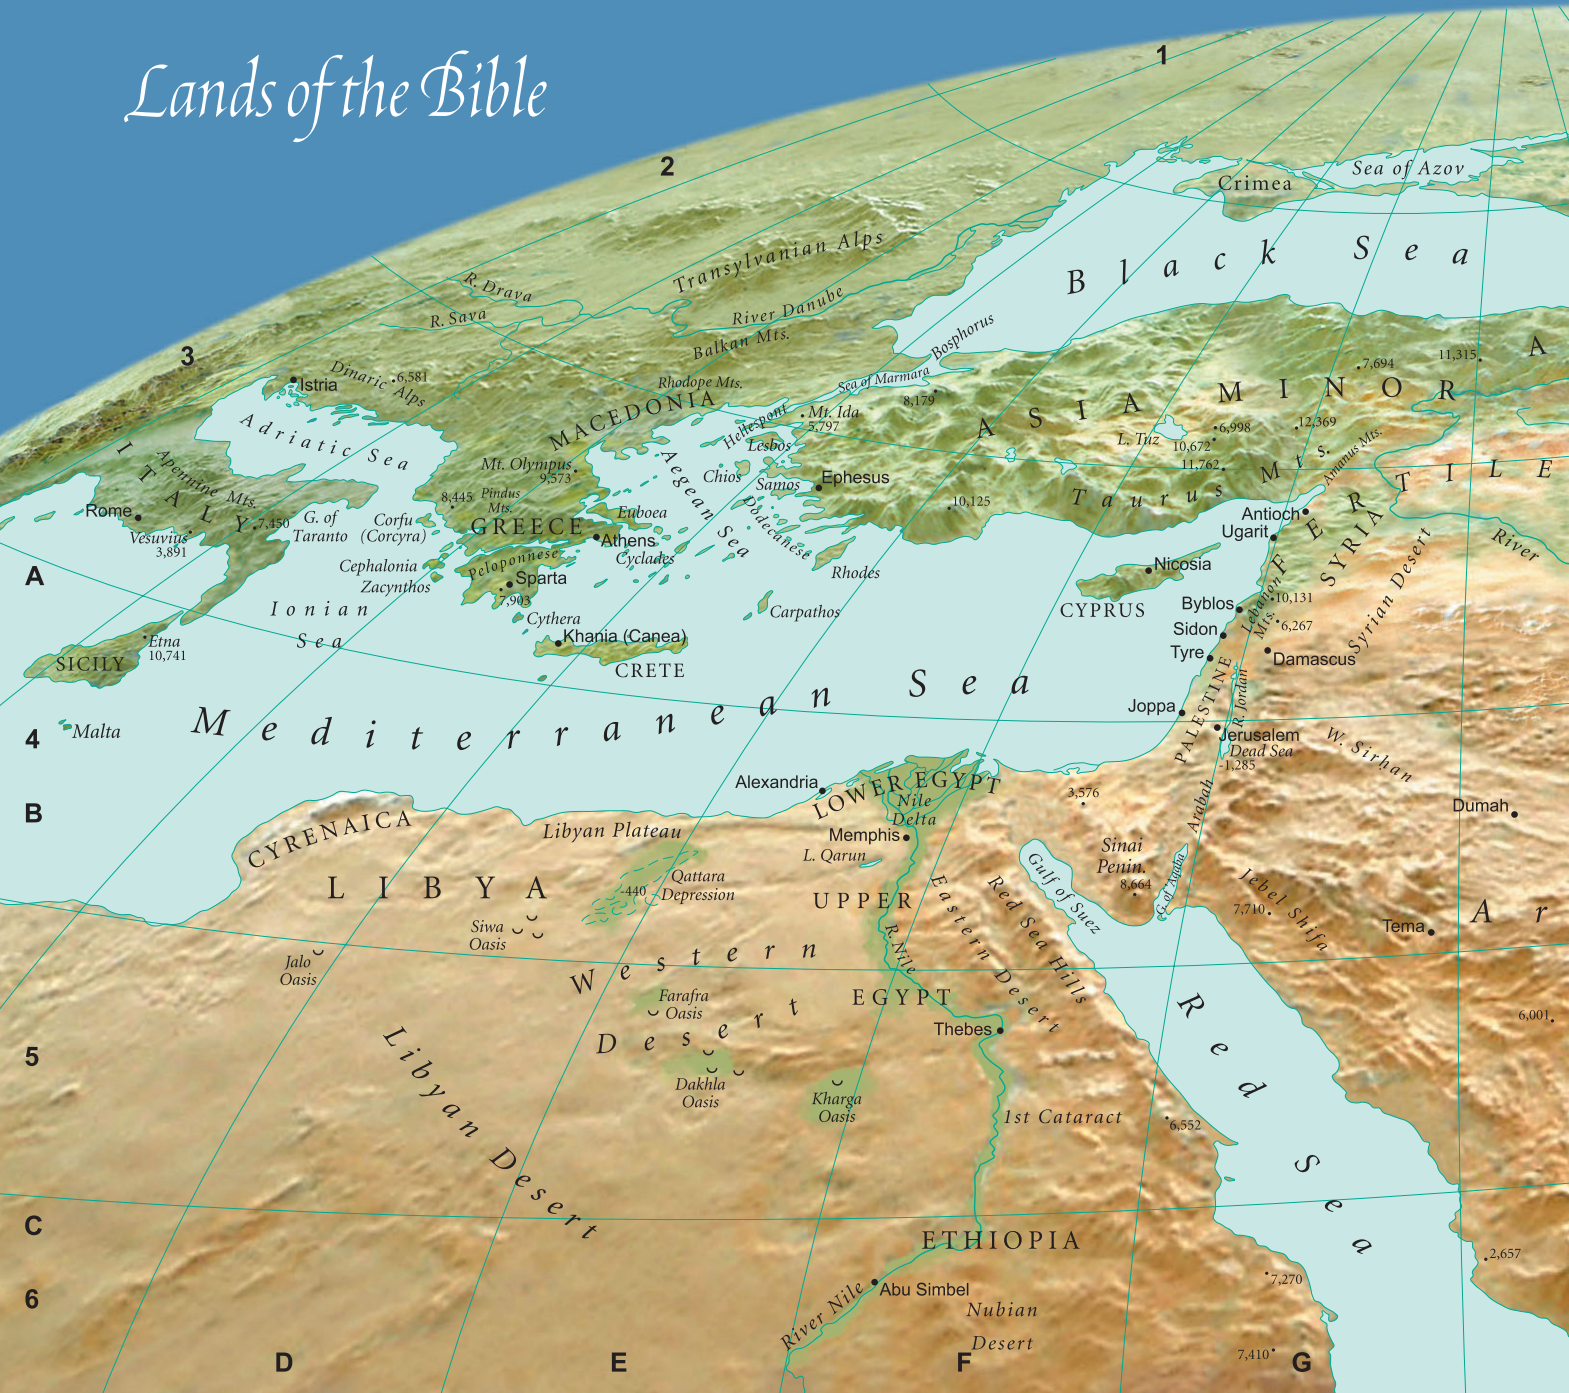 Lands of the Bible
1
2
3
Sea of Azov
Crimea
Black Sea
Transylvanian Alps
R. Drava
R. Sava
River Danube
Balkan Mts.
Bosphorus
Sea of Marmara
Rhodope Mts.
MACEDONIA
Hellespont
Mt. Ida
5,797
8,179
ASIA MINOR
7,694
11,315
A
Istria
Dinaric Alps
6,581
Adriatic Sea
ITALY
Apennine Mts.
Rome
Vesuvius
3,891
7,450
G. of
Taranto
Corfu
(Corcyra)
Mt. Olympus
9,573
8,445
Pindus
Mts.
GREECE
Aegean Sea
Lesbos
Chios
Samos
Ephesus
Euboea
Athens
Cyclades
Dodecanese
10,125
L. Tuz
6,998
10,672
12,369
11,762
Taurus Mts.
Amanus Mts.
FERTILE
Antioch
Ugarit
SYRIA
Syrian Desert
River
A
Cephalonia
Zacynthos
Peloponnese
Sparta
7,903
Cythera
Rhodes
Carpathos
Ionian
Sea
Khania (Canea)
CRETE
Nicosia
CYPRUS
Byblos
Lebanon
Mts.
10,131
6,267
Sidon
Tyre
Damascus
SICILY
Etna
10,741
Malta
Mediterranean Sea
PALESTINE
R. Jordan
Joppa
Jerusalem
Dead Sea
-1,285
W. Sirhan
4
B
Alexandria
LOWER EGYPT
Nile
Delta
3,576
Arabah
Dumah
CYRENAICA
Libyan Plateau
Memphis
L. Qarun
Sinai
Penin.
8,664
G. of 'Aqaba
Gulf of Suez
LIBYA
-440
Qattara
Depression
UPPER
Eastern Desert
Red Sea Hills
Jebel Shifa
7,710
Tema
Ar
Siwa
Oasis
Jalo
Oasis
Western
Desert
R. Nile
Farafra
Oasis
EGYPT
Thebes
6,001
5
Libyan Desert
Dakhla
Oasis
Kharga
Oasis
1st Cataract
6,552
Red Sea
C
ETHIOPIA
2,657
7,270
6
Abu Simbel
River Nile
Nubian
Desert
7,410
D
E
F
G